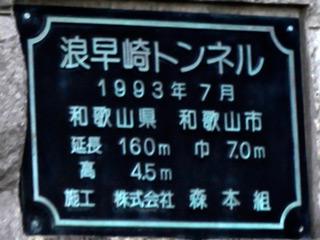 浪早崎トンネル
1993年7月
和歌山県 和歌山市
延長 160m 巾 7.0m
高 4.5m
施工 株式会社 森本組